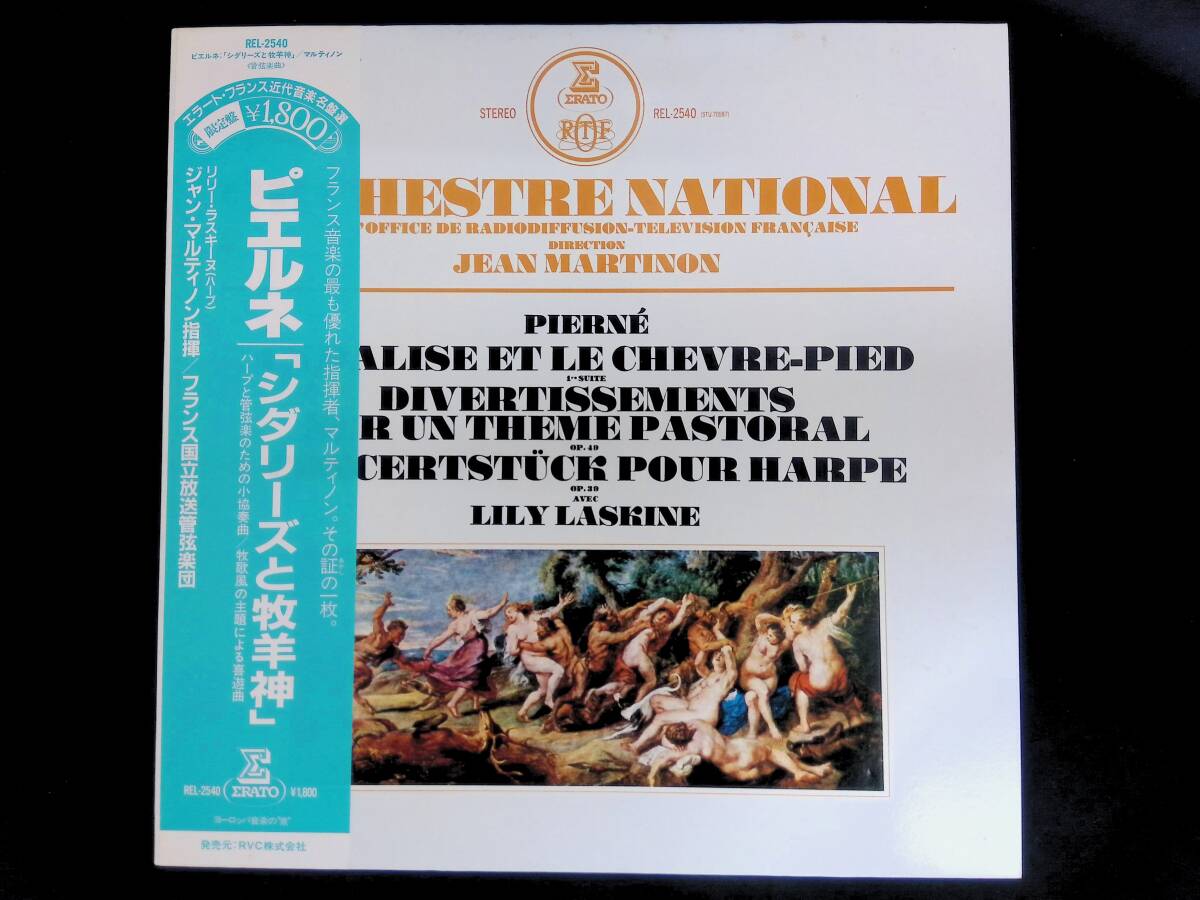 REL-2540
ピエルネ:「シダリーズと牧羊神」/マルティノン
《管弦楽曲》
エラート・フランス近代音楽名盤選
限定盤 ¥1,800
フランス音楽の最も優れた指揮者、マルティノン。その証の一枚。
あかし
ピエルネ「シダリーズと牧羊神」
ハープと管弦楽のための小協奏曲/牧歌風の主題による喜遊曲
リリー・ラスキーヌ(ハープ)
ジャン・マルティノン指揮/フランス国立放送管弦楽団
REL-2540 ERATO ¥1,800
ヨーロッパ音楽の"京"
発売元:RVC株式会社
ERATO
STEREO REL-2540 (STU-70597)
ORTF
HESTRE NATIONAL
'OFFICE DE RADIODIFFUSION-TELEVISION FRANÇAISE
DIRECTION
JEAN MARTINON
PIERNÉ
ALISE ET LE CHEVRE-PIED
1re SUITE
DIVERTISSEMENTS
R UN THEME PASTORAL
OP. 49
CERTSTÜCK POUR HARPE
OP. 39
AVEC
LILY LASKINE